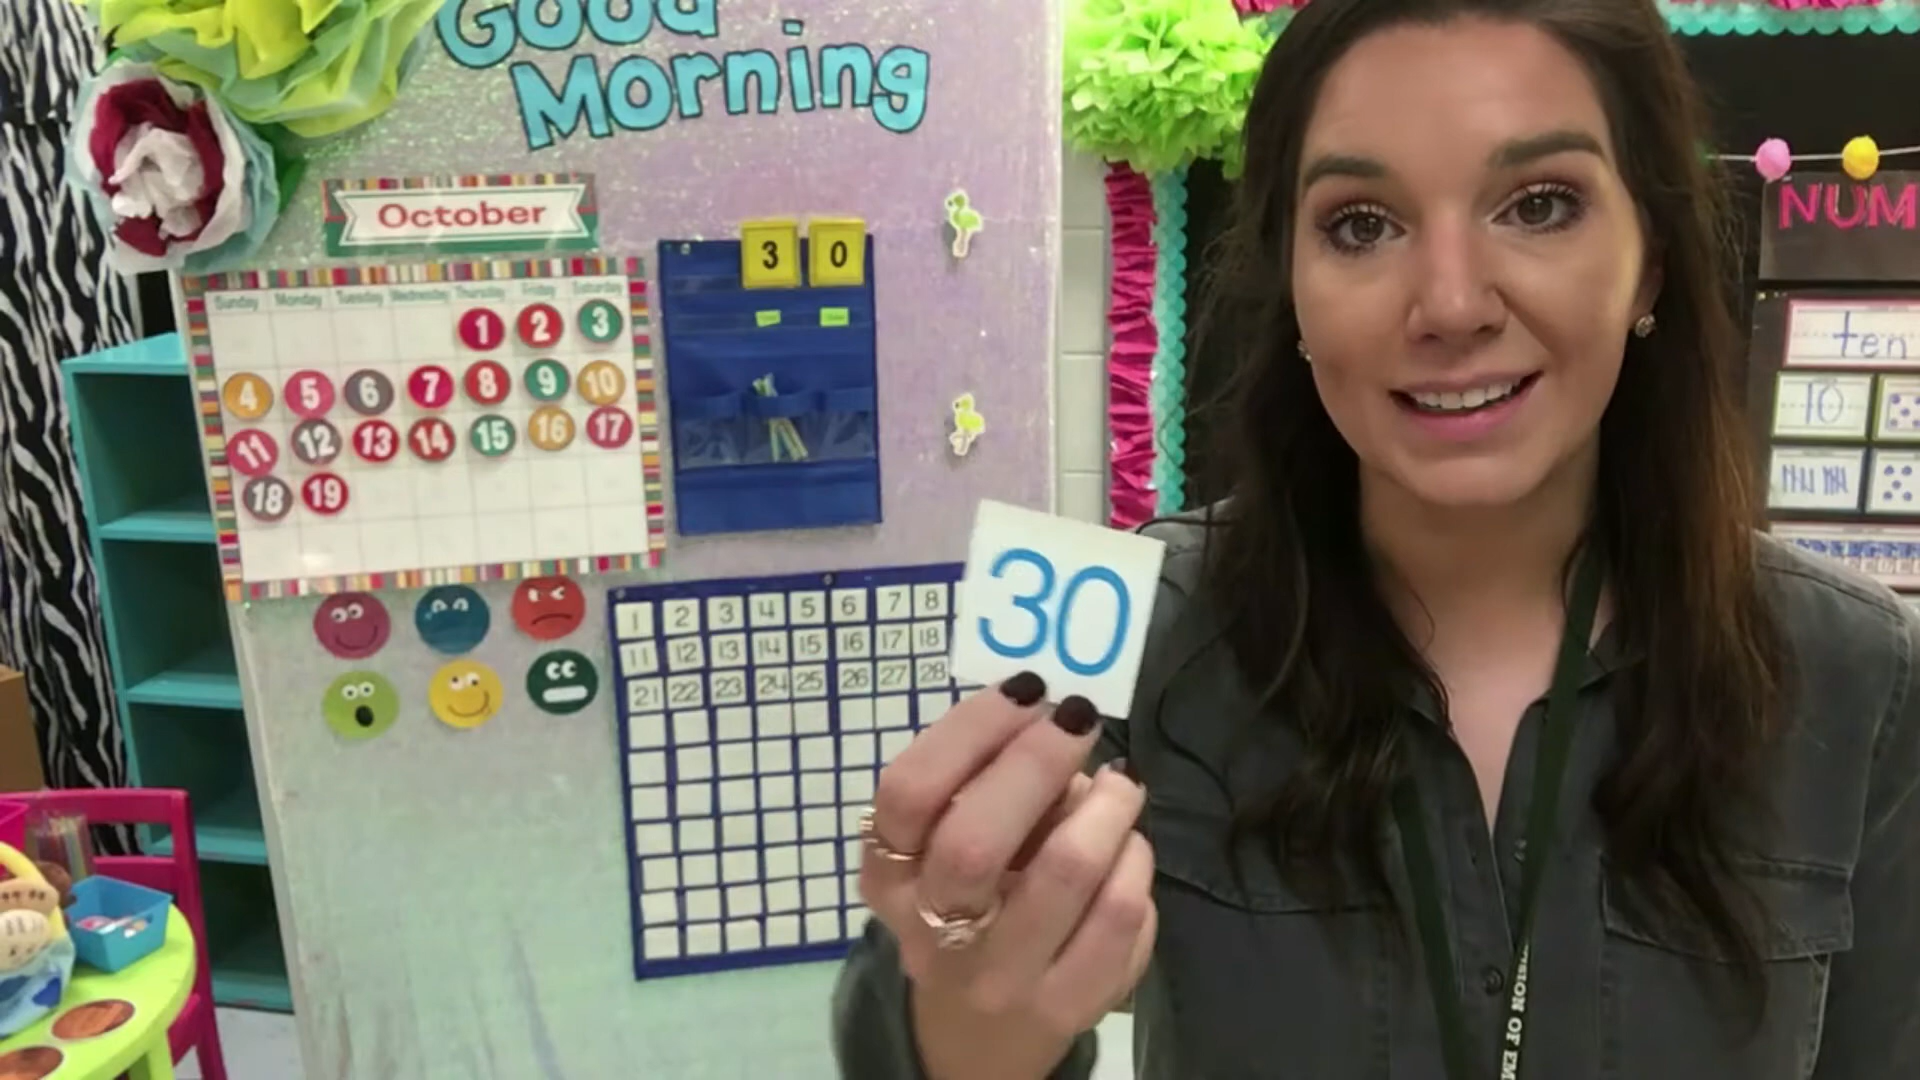 Good
Morning
October
Sunday Monday Tuesday Wednesday Thursday Friday Saturday
1 2 3
4 5 6 7 8 9 10
11 12 13 14 15 16 17
18 19
3 0
1 2 3 4 5 6 7 8
11 12 13 14 15 16 17 18
21 22 23 24 25 26 27 28
30
NUM
ten
10
VISION OF EM